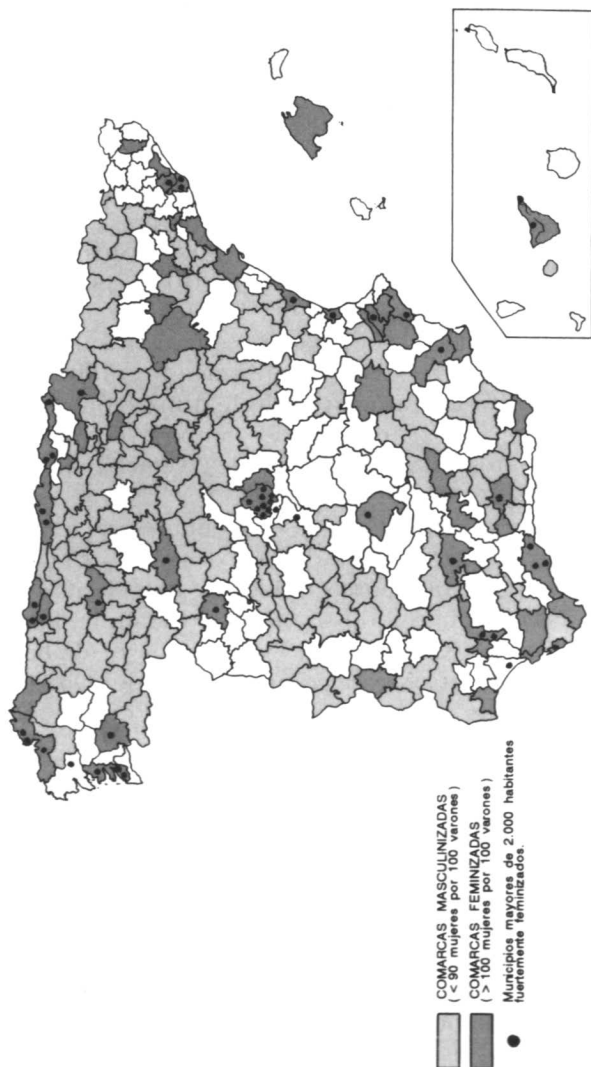 COMARCAS MASCULINIZADAS
( < 90 mujeres por 100 varones )
COMARCAS FEMINIZADAS
( > 100 mujeres por 100 varones )
Municipios mayores de 2.000 habitantes
fuertemente feminizados.